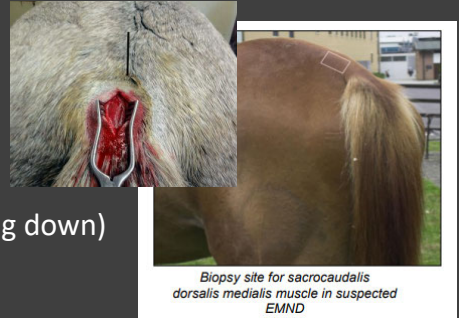 g down)
Biopsy site for sacrocaudalis
dorsalis medialis muscle in suspected
EMND